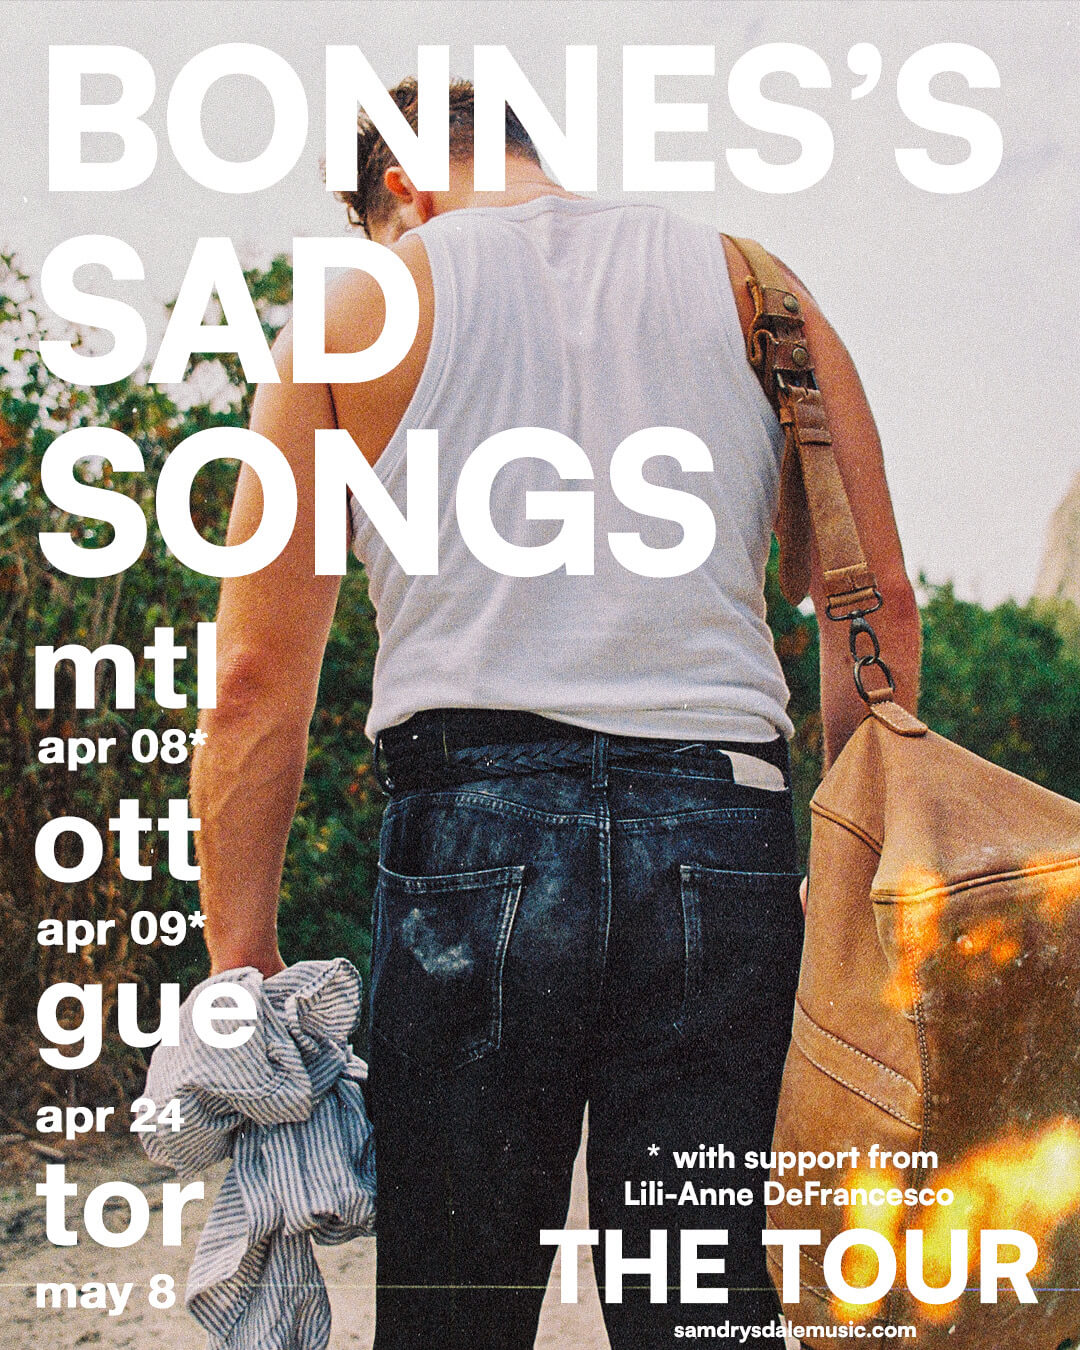 BONNES’S
SAD
SONGS
mtl
apr 08*
ott
apr 09*
gue
apr 24
tor
may 8
* with support from
Lili-Anne DeFrancesco
THE TOUR
samdrysdalemusic.com